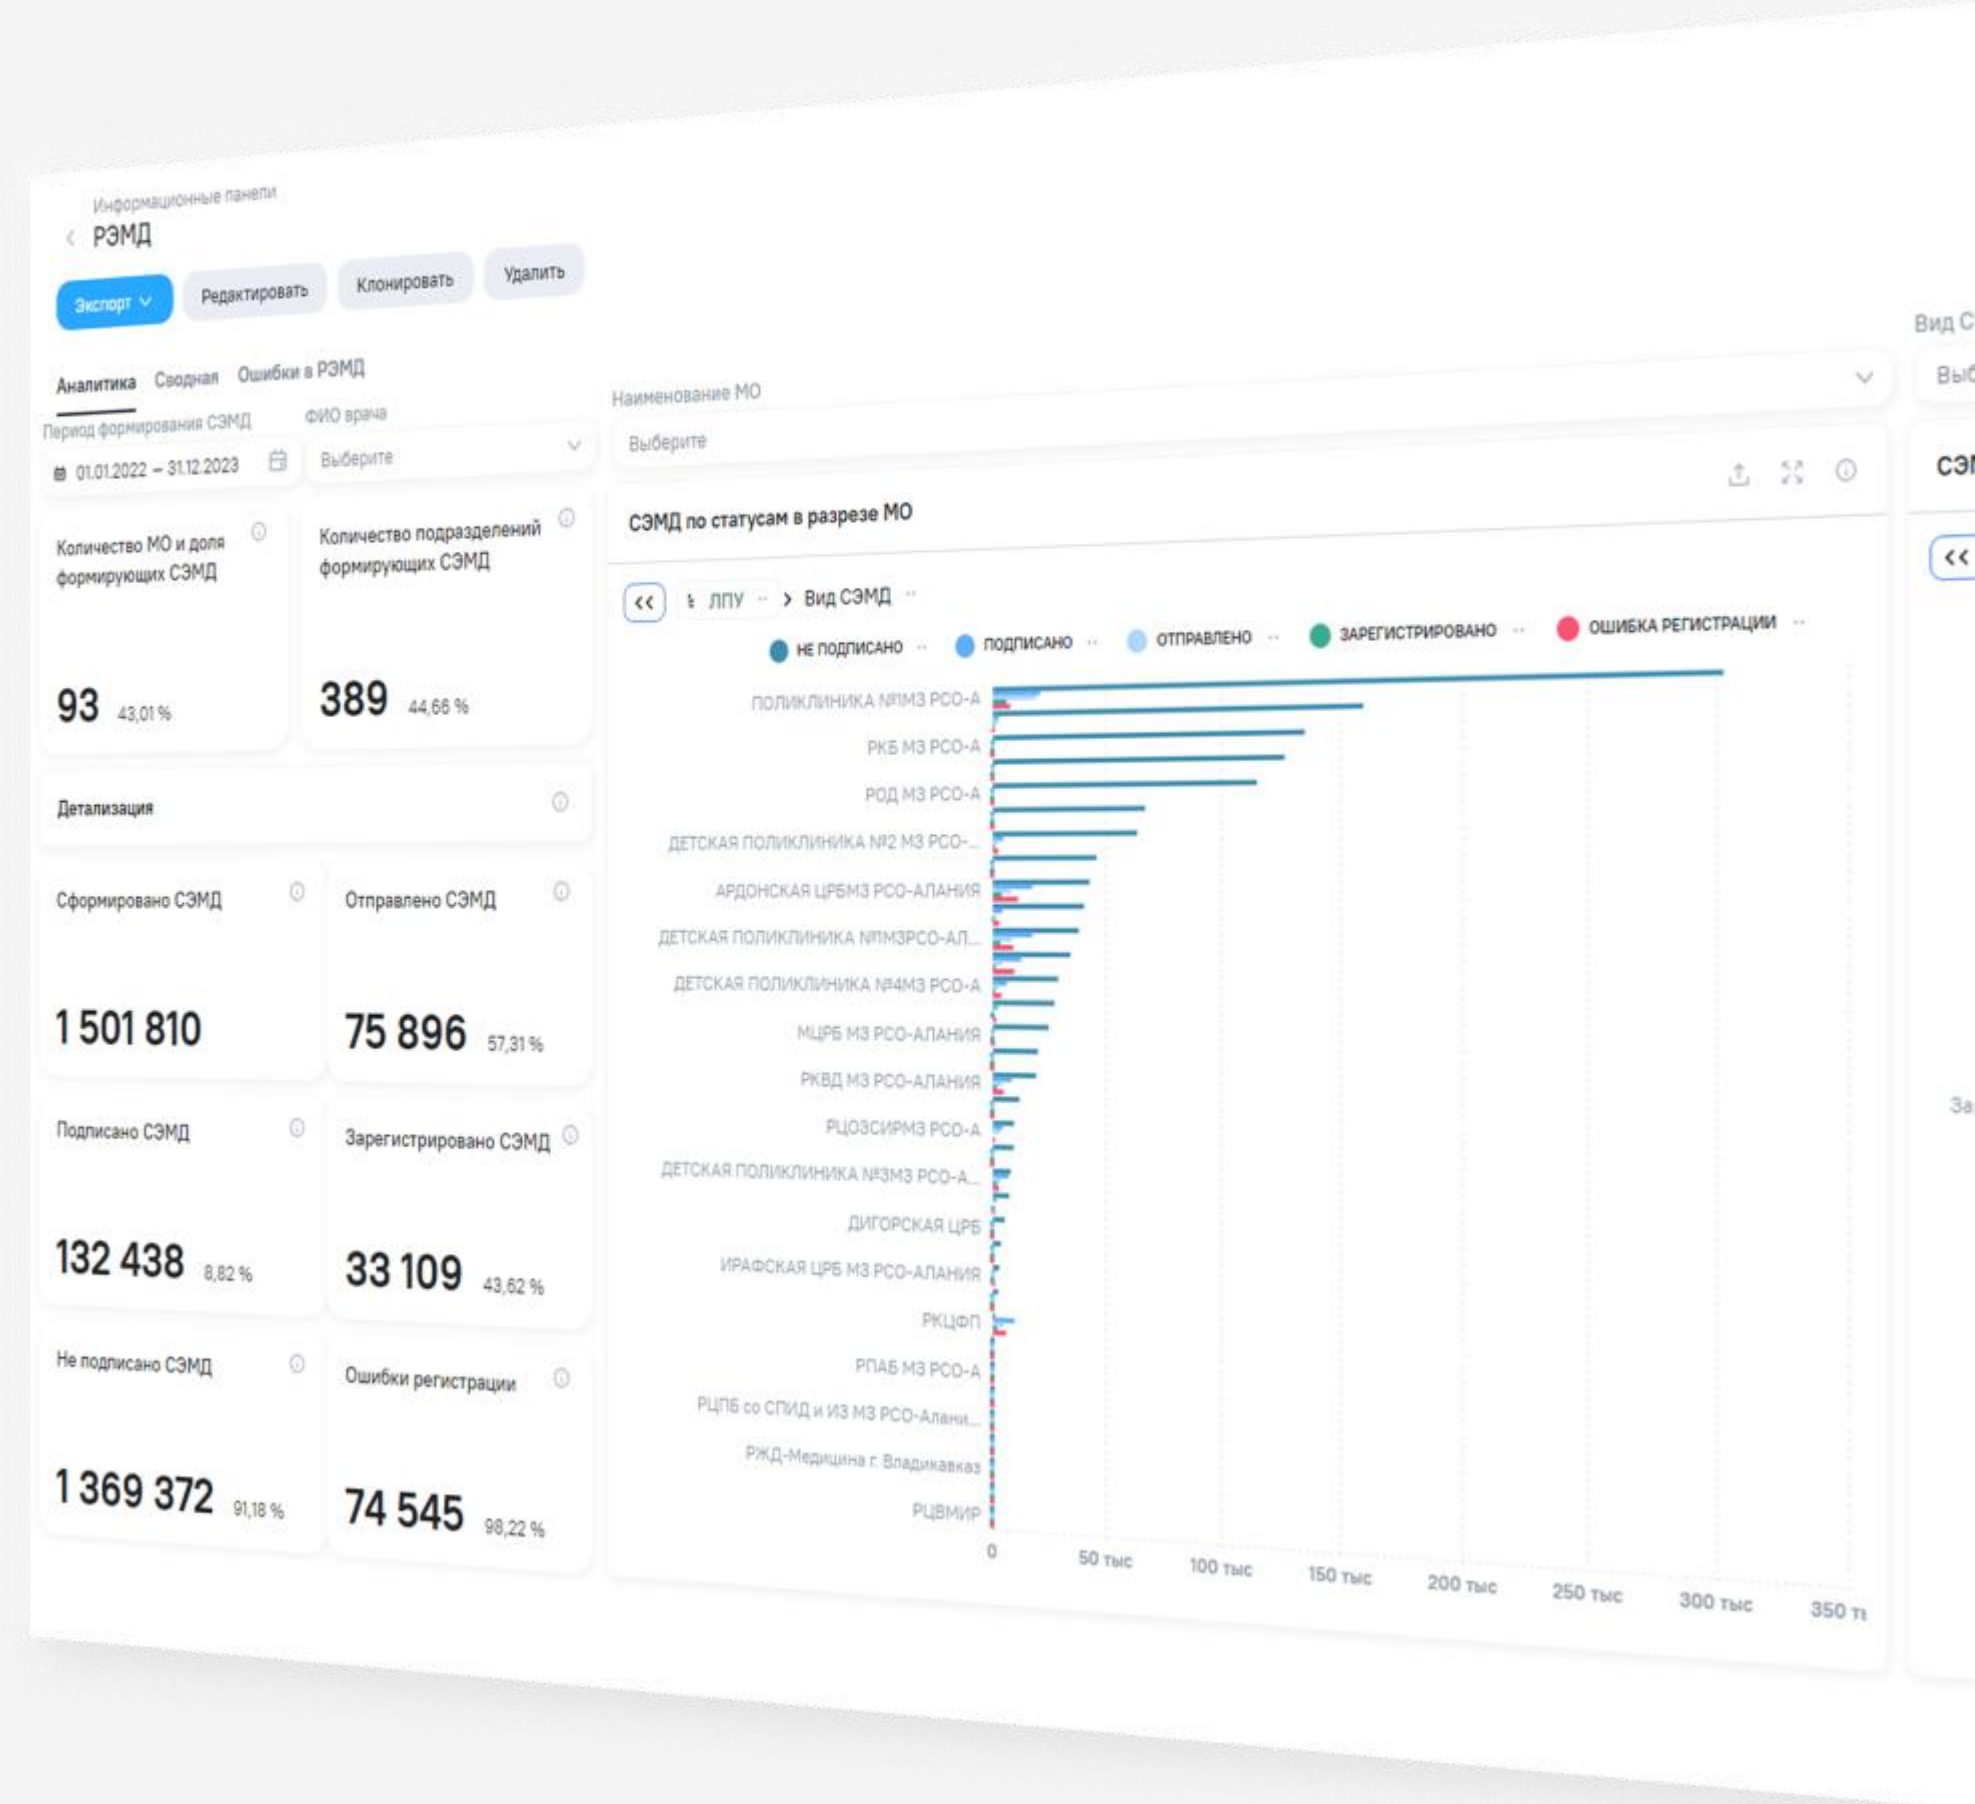 Информационные панели
РЭМД
Экспорт
Редактировать
Клонировать
Удалить
Аналитика
Сводная
Ошибки в РЭМД
Период формирования СЭМД
01.01.2022 – 31.12.2023
ФИО врача
Выберите
Наименование МО
Выберите
Вид С
Выб
Количество МО и доля
формирующих СЭМД
93 43,01 %
Количество подразделений
формирующих СЭМД
389 44,66 %
Детализация
Сформировано СЭМД
1 501 810
Отправлено СЭМД
75 896 57,31 %
Подписано СЭМД
132 438 8,82 %
Зарегистрировано СЭМД
33 109 43,62 %
Не подписано СЭМД
1 369 372 91,18 %
Ошибки регистрации
74 545 98,22 %
СЭМД по статусам в разрезе МО
ЛПУ
Вид СЭМД
НЕ ПОДПИСАНО
ПОДПИСАНО
ОТПРАВЛЕНО
ЗАРЕГИСТРИРОВАНО
ОШИБКА РЕГИСТРАЦИИ
ПОЛИКЛИНИКА №1МЗ РСО-А
РКБ МЗ РСО-А
РОД МЗ РСО-А
ДЕТСКАЯ ПОЛИКЛИНИКА №2 МЗ РСО-...
АРДОНСКАЯ ЦРБМЗ РСО-АЛАНИЯ
ДЕТСКАЯ ПОЛИКЛИНИКА №1МЗРСО-АЛ...
ДЕТСКАЯ ПОЛИКЛИНИКА №4МЗ РСО-А
МЦРБ МЗ РСО-АЛАНИЯ
РКВД МЗ РСО-АЛАНИЯ
РЦОЗСИРМЗ РСО-А
ДЕТСКАЯ ПОЛИКЛИНИКА №3МЗ РСО-А...
ДИГОРСКАЯ ЦРБ
ИРАФСКАЯ ЦРБ МЗ РСО-АЛАНИЯ
РКЦФП
РПАБ МЗ РСО-А
РЦПБ со СПИД и ИЗ МЗ РСО-Алани...
РЖД-Медицина г. Владикавказ
РЦВМИР
0
50 тыс
100 тыс
150 тыс
200 тыс
250 тыс
300 тыс
350 т
СЭ
За